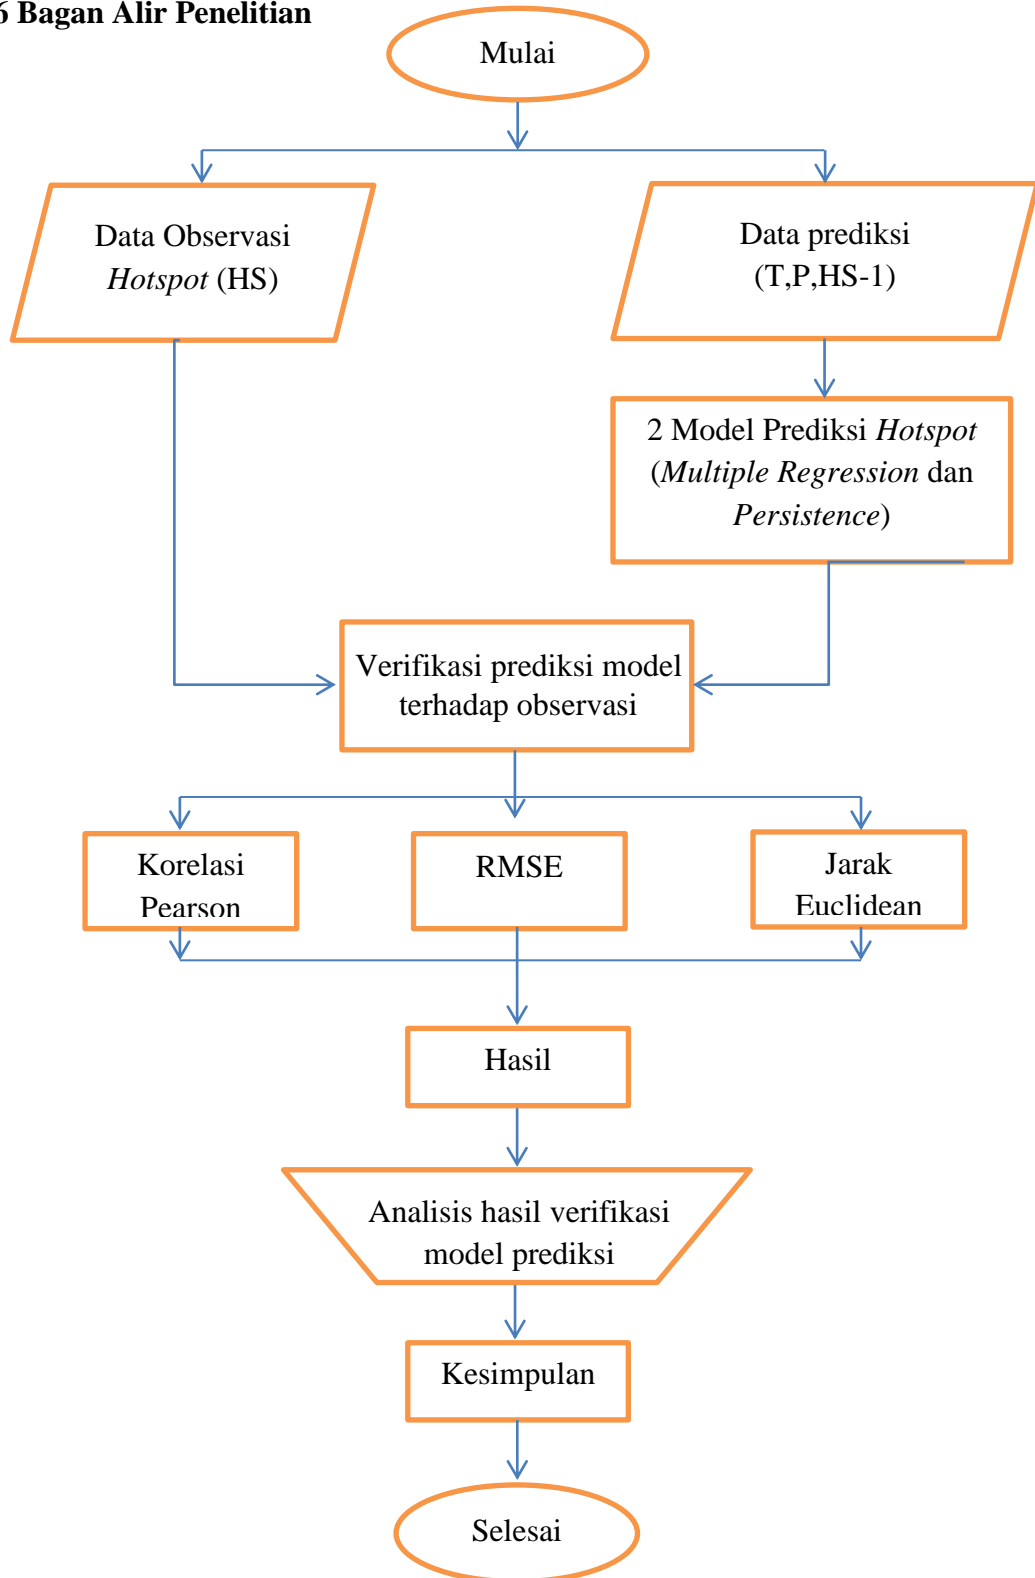 6 Bagan Alir Penelitian
Mulai
Data Observasi
Hotspot (HS)
Data prediksi
(T,P,HS-1)
2 Model Prediksi Hotspot
(Multiple Regression dan
Persistence)
Verifikasi prediksi model
terhadap observasi
Korelasi
Pearson
RMSE
Jarak
Euclidean
Hasil
Analisis hasil verifikasi
model prediksi
Kesimpulan
Selesai